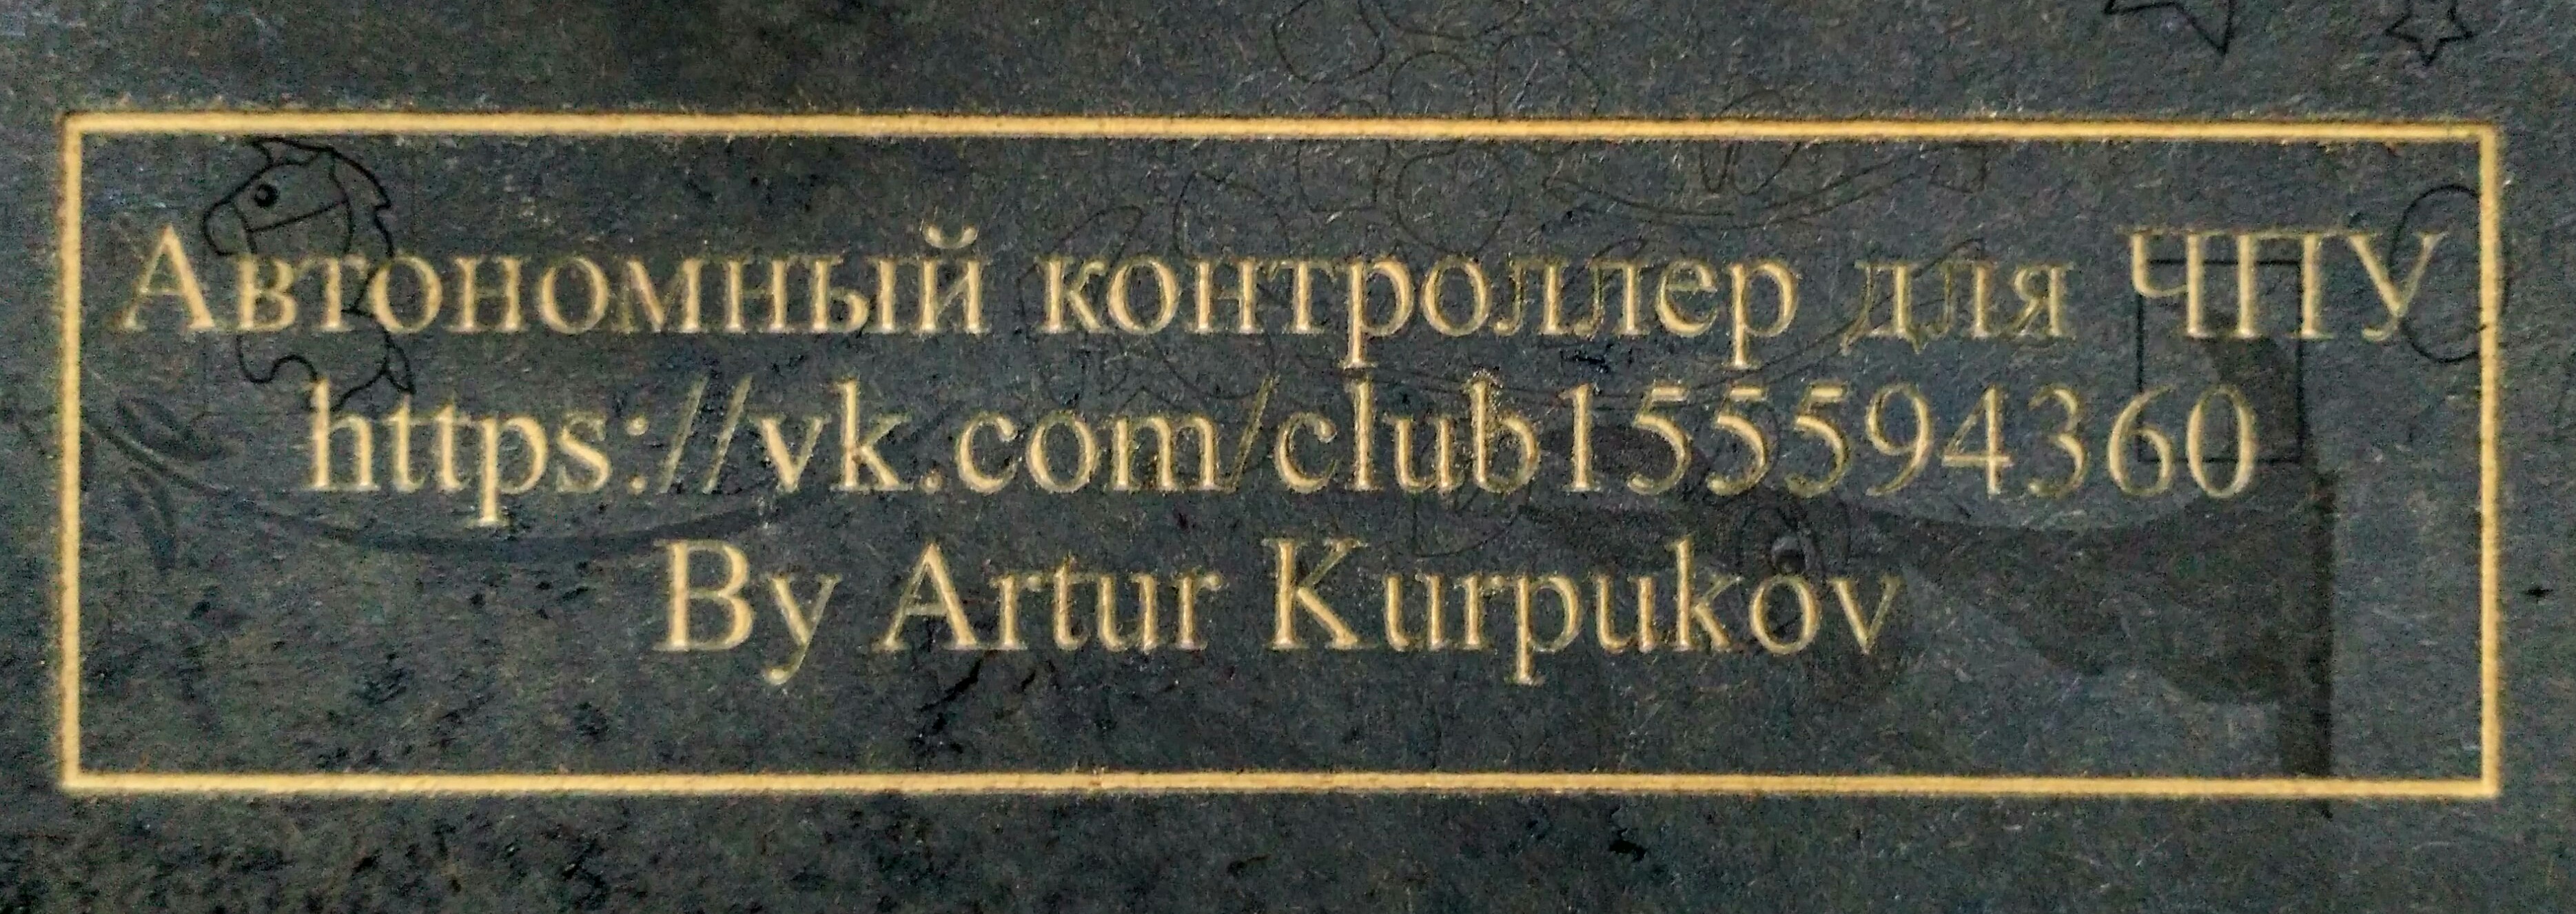 Автономный контроллер для ЧПУ
https://vk.com/club155594360
By Artur Kurpukov